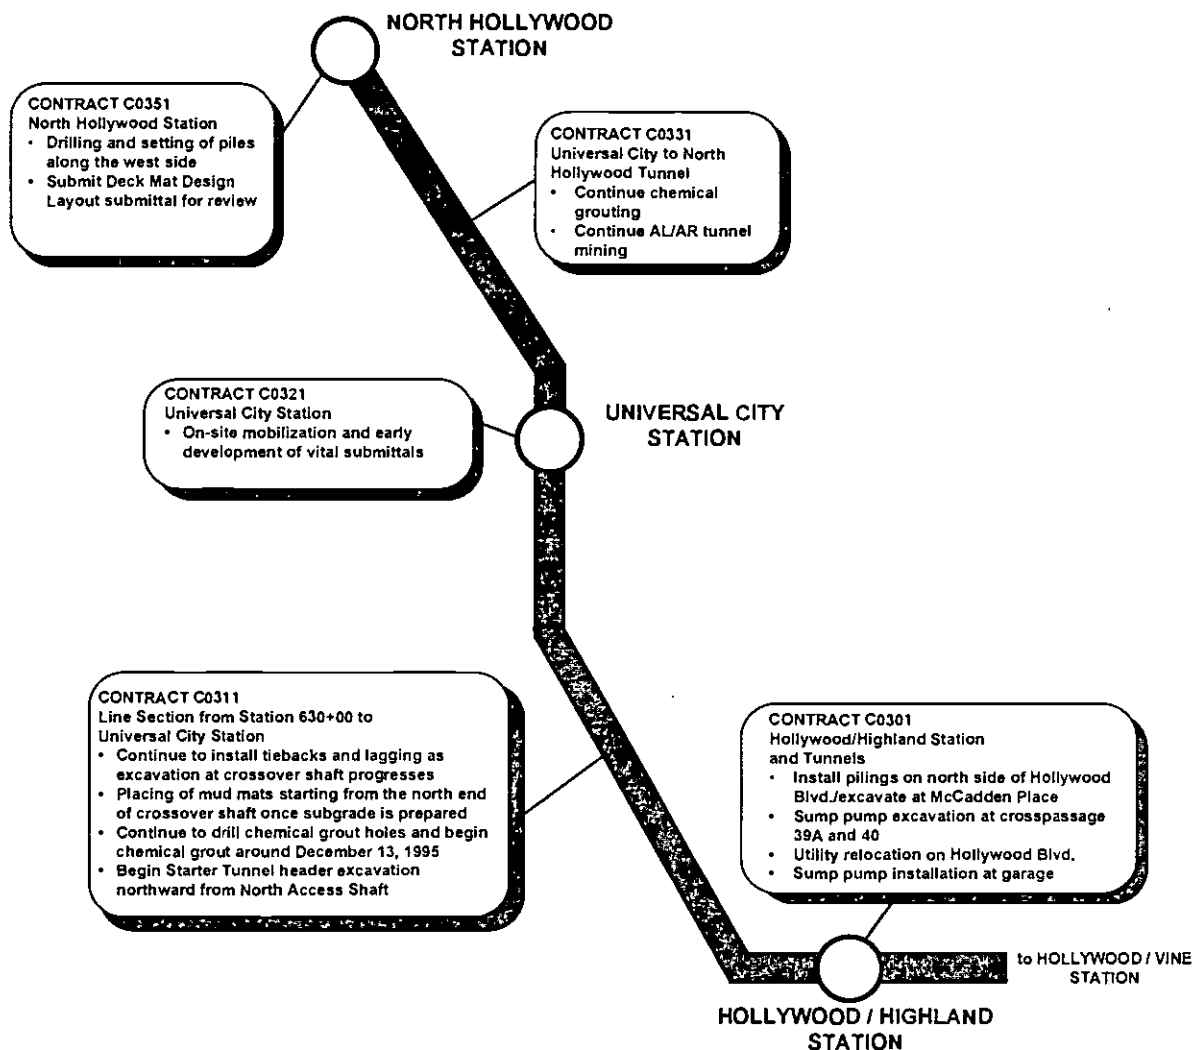 NORTH HOLLYWOOD
STATION
CONTRACT C0351
North Hollywood Station
• Drilling and setting of piles
along the west side
• Submit Deck Mat Design
Layout submittal for review
CONTRACT C0331
Universal City to North
Hollywood Tunnel
• Continue chemical
grouting
• Continue AL/AR tunnel
mining
CONTRACT C0321
Universal City Station
• On-site mobilization and early
development of vital submittals
UNIVERSAL CITY
STATION
CONTRACT C0311
Line Section from Station 630+00 to
Universal City Station
• Continue to install tiebacks and lagging as
excavation at crossover shaft progresses
• Placing of mud mats starting from the north end
of crossover shaft once subgrade is prepared
• Continue to drill chemical grout holes and begin
chemical grout around December 13, 1995
• Begin Starter Tunnel header excavation
northward from North Access Shaft
CONTRACT C0301
Hollywood/Highland Station
and Tunnels
• Install pilings on north side of Hollywood
Blvd./excavate at McCadden Place
• Sump pump excavation at crosspassage
39A and 40
• Utility relocation on Hollywood Blvd.
• Sump pump installation at garage
to HOLLYWOOD / VINE
STATION
HOLLYWOOD / HIGHLAND
STATION